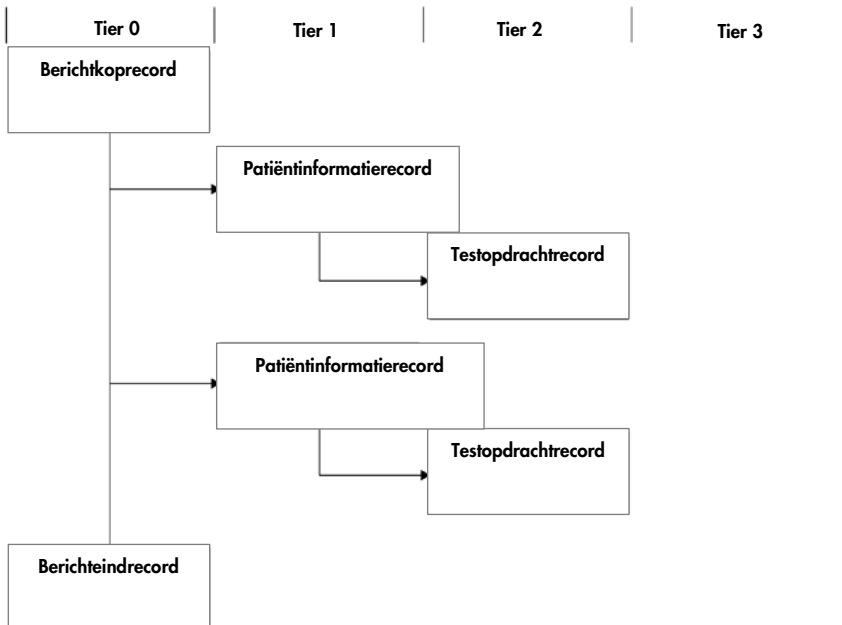 Tier 0 Tier 1 Tier 2 Tier 3
Berichtkoprecord
Patiëntinformatierecord
Testopdrachtrecord
Patiëntinformatierecord
Testopdrachtrecord
Berichteindrecord